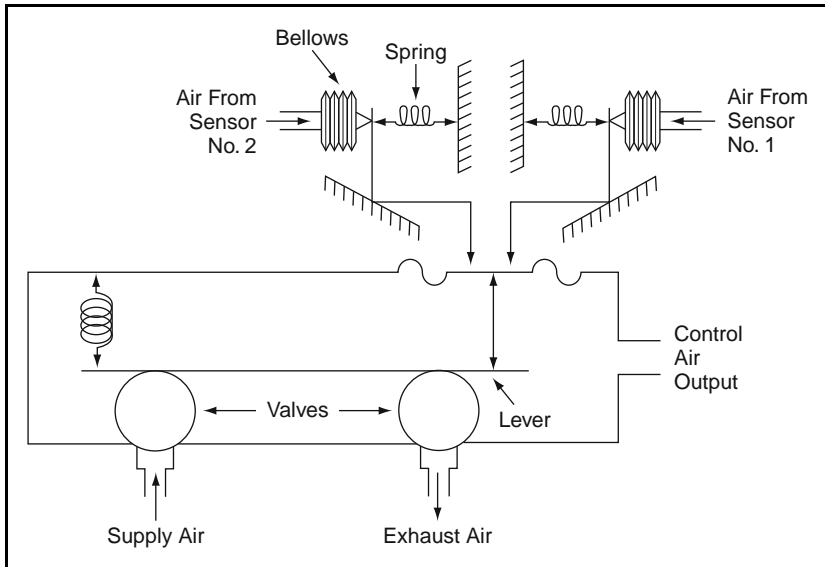 Bellows
Spring
Air From
Sensor
No. 2
Air From
Sensor
No. 1
Control
Air
Output
Valves
Lever
Supply Air
Exhaust Air